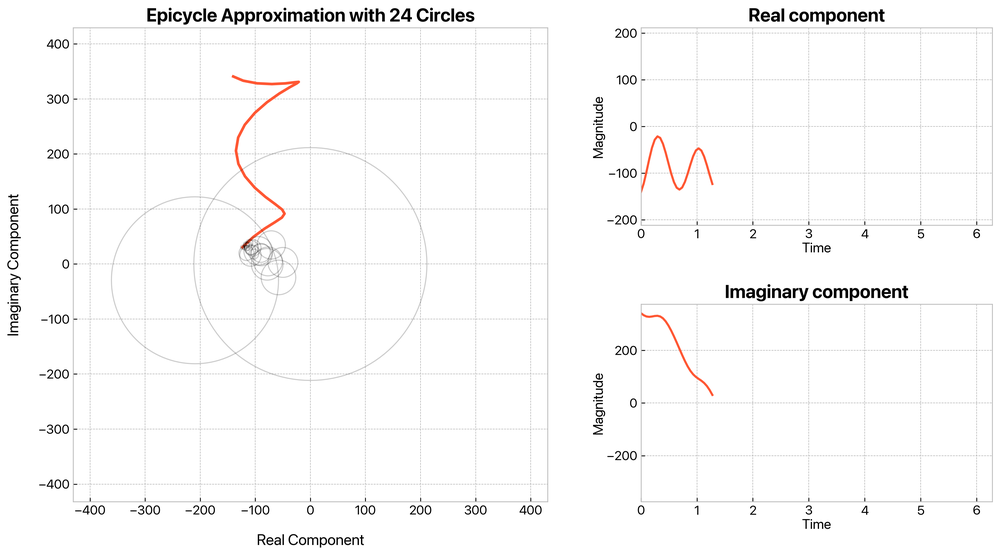 Epicycle Approximation with 24 Circles
Imaginary Component
400
300
200
100
0
−100
−200
−300
−400
−400 −300 −200 −100 0 100 200 300 400
Real Component
Real component
Magnitude
200
100
0
−100
−200
0 1 2 3 4 5 6
Time
Imaginary component
Magnitude
200
0
−200
0 1 2 3 4 5 6
Time